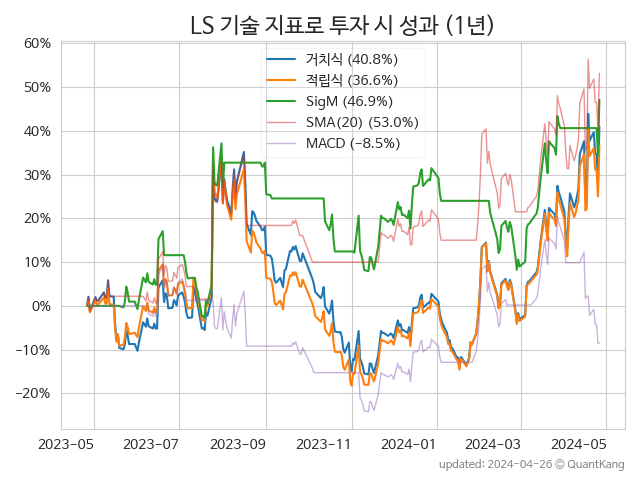 LS 기술 지표로 투자 시 성과 (1년)
60%
50%
40%
30%
20%
10%
0%
−10%
−20%
거치식 (40.8%)
적립식 (36.6%)
SigM (46.9%)
SMA(20) (53.0%)
MACD (−8.5%)
2023-05 2023-07 2023-09 2023-11 2024-01 2024-03 2024-05
updated: 2024-04-26 © QuantKang